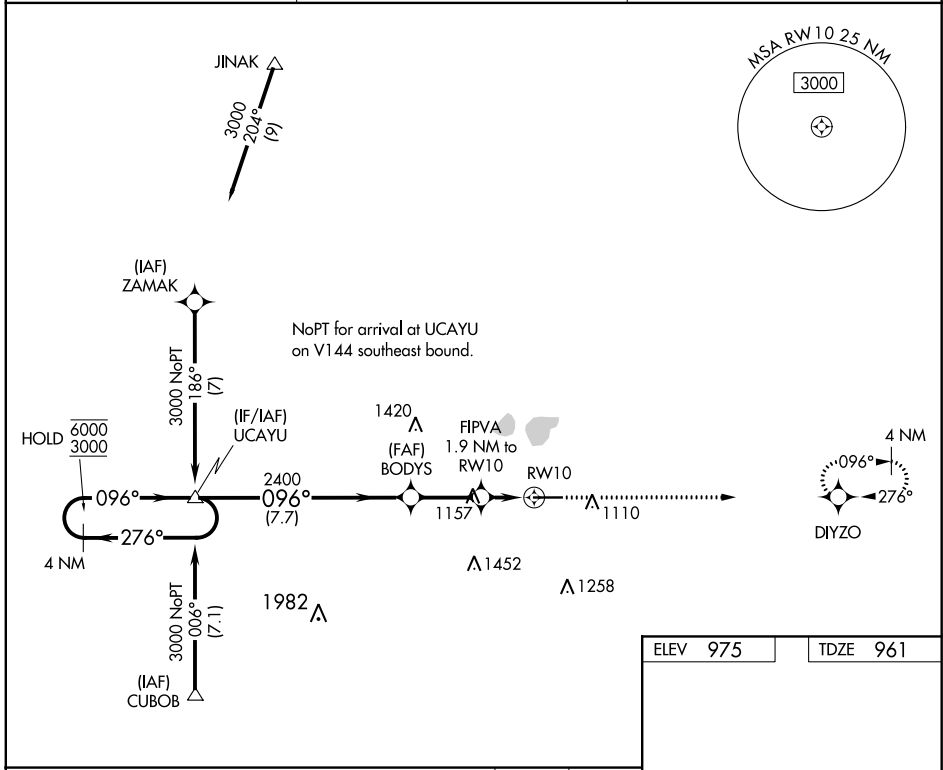 MSA RW10 25 NM
3000
JINAK
3000
204°
(9)
(IAF)
ZAMAK
3000 NoPT
186°
(7)
NoPT for arrival at UCAYU
on V144 southeast bound.
HOLD 6000
3000
(IF/IAF)
UCAYU
1420
(FAF)
BODYS
FIPVA
1.9 NM to
RW10
RW10
4 NM
096°
276°
DIYZO
096°
2400
096°
(7.7)
1157
1110
276°
4 NM
1452
1258
1982
3000 NoPT
006°
(7.1)
(IAF)
CUBOB
ELEV 975
TDZE 961